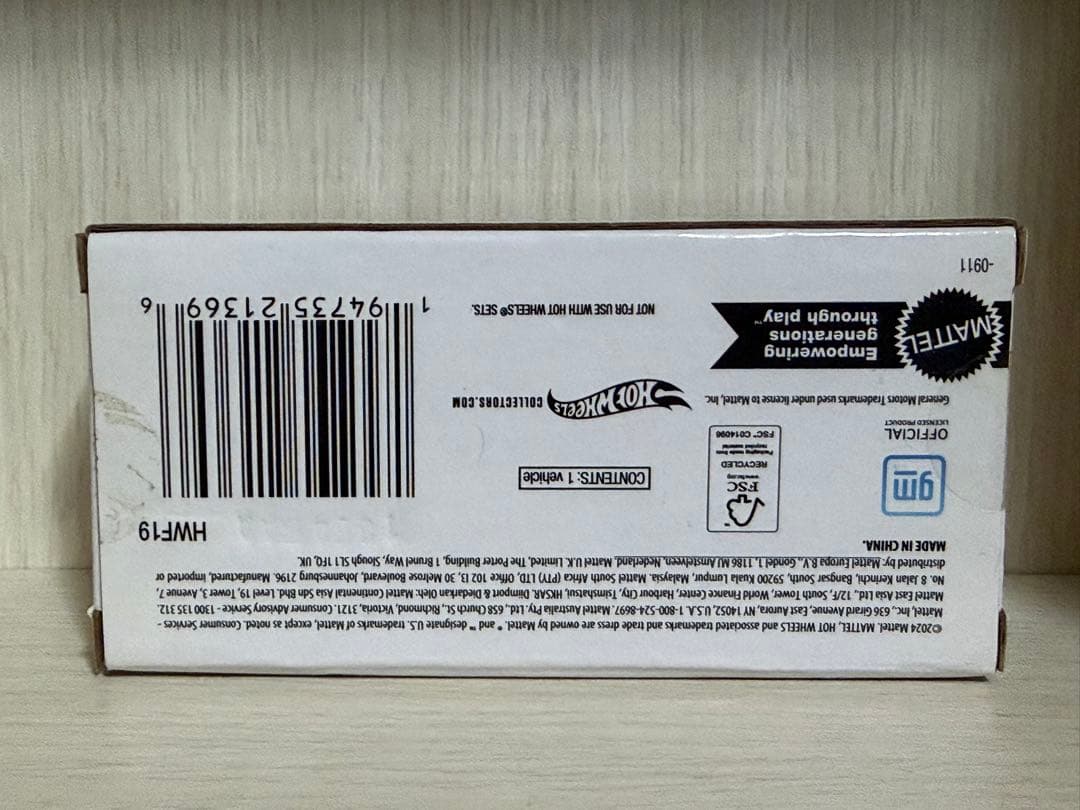 ©2024 Mattel. MATTEL, HOT WHEELS and associated trademarks and trade dress are owned by Mattel. ® and ™ designate U.S. trademarks of Mattel, except as noted. Consumer Services -
Mattel, Inc., 636 Girard Avenue, East Aurora, NY 14052, U.S.A. 1-800-524-8697. Mattel Australia Pty. Ltd., 658 Church St., Richmond, Victoria, 3121. Consumer Advisory Service - 1300 135 312.
Mattel East Asia Ltd., 12/F, South Tower, World Finance Center, Harbour City, Tsimshatsui, HKSAR. Diimport & Diedarkan Oleh: Mattel Continental Asia Sdn Bhd. Level 19, Tower 3, Avenue 7,
No. 8 Jalan Kerinchi, Bangsar South, 59200 Kuala Lumpur, Malaysia. Mattel South Africa (PTY) LTD, Office 102 I3, 30 Melrose Boulevard, Johannesburg 2196. Manufactured, imported or
distributed by: Mattel Europa B.V., Gondel 1, 1186 MJ Amstelveen, Nederland. Mattel U.K. Limited, The Porter Building, 1 Brunel Way, Slough SL1 1FQ, UK.
MADE IN CHINA.
HWF19
gm
OFFICIAL
LICENSED PRODUCT
General Motors Trademarks used under license to Mattel, Inc.
FSC
www.fsc.org
RECYCLED
Packaging made from
recycled material
FSC™ C014096
CONTENTS: 1 vehicle
HOT WHEELS
COLLECTORS.COM
MATTEL
Empowering
generations
through play™
NOT FOR USE WITH HOT WHEELS® SETS.
1 94735 21369 6
-0911